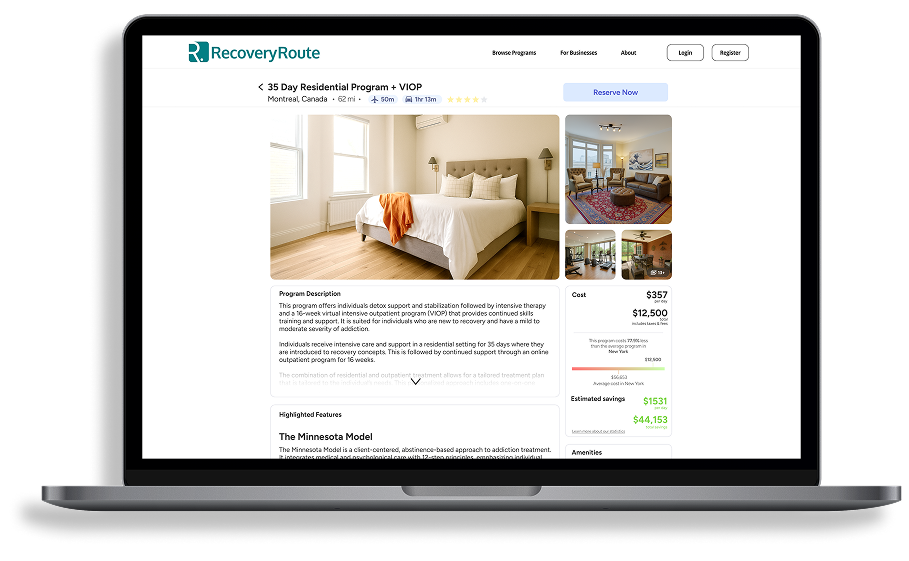 RecoveryRoute
Browse Programs
For Businesses
About
Login
Register
35 Day Residential Program + VIOP
Montreal, Canada • 62 mi • 50m 1hr 13m
Reserve Now
13+
Program Description
This program offers individuals detox support and stabilization followed by intensive therapy
and a 16-week virtual intensive outpatient program (VIOP) that provides continued skills
training and support. It is suited for individuals who are new to recovery and have a mild to
moderate severity of addiction.
Individuals receive intensive care and support in a residential setting for 35 days where they
are introduced to recovery concepts. This is followed by continued support through an online
outpatient program for 16 weeks.
The combination of residential and outpatient treatment allows for a tailored treatment plan
Highlighted Features
The Minnesota Model
The Minnesota Model is a client-centered, abstinence-based approach to addiction treatment.
It integrates medical and psychological care with 12-step principles, emphasizing individual
Cost
$357
per day
$12,500
total
includes taxes & fees
This program costs 77.9% less
than the average program in
New York
$12,500
$56,653
Average cost in New York
Estimated savings
$1531
per day
$44,153
total savings
Learn more about our statistics
Amenities